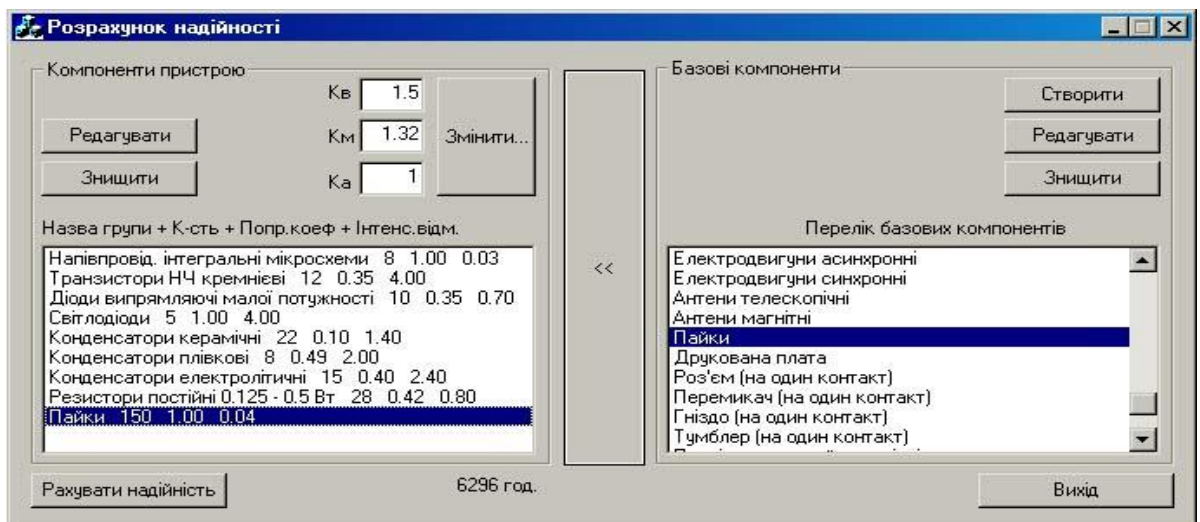 Розрахунок надійності
Компоненти пристрою
Кв 1.5
Редагувати
Км 1.32
Змінити...
Знищити
Ка 1
Назва групи + К-сть + Попр.коеф + Інтенс.відм.
Напівпровід. інтегральні мікросхеми 8 1.00 0.03
Транзистори НЧ кремнієві 12 0.35 4.00
Діоди випрямляючі малої потужності 10 0.35 0.70
Світлодіоди 5 1.00 4.00
Конденсатори керамічні 22 0.10 1.40
Конденсатори плівкові 8 0.49 2.00
Конденсатори електролітичні 15 0.40 2.40
Резистори постійні 0.125 - 0.5 Вт 28 0.42 0.80
Пайки 150 1.00 0.04
Рахувати надійність
6296 год.
<<
Базові компоненти
Створити
Редагувати
Знищити
Перелік базових компонентів
Електродвигуни асинхронні
Електродвигуни синхронні
Антени телескопічні
Антени магнітні
Пайки
Друкована плата
Роз'єм (на один контакт)
Перемикач (на один контакт)
Гніздо (на один контакт)
Тумблер (на один контакт)
Вихід